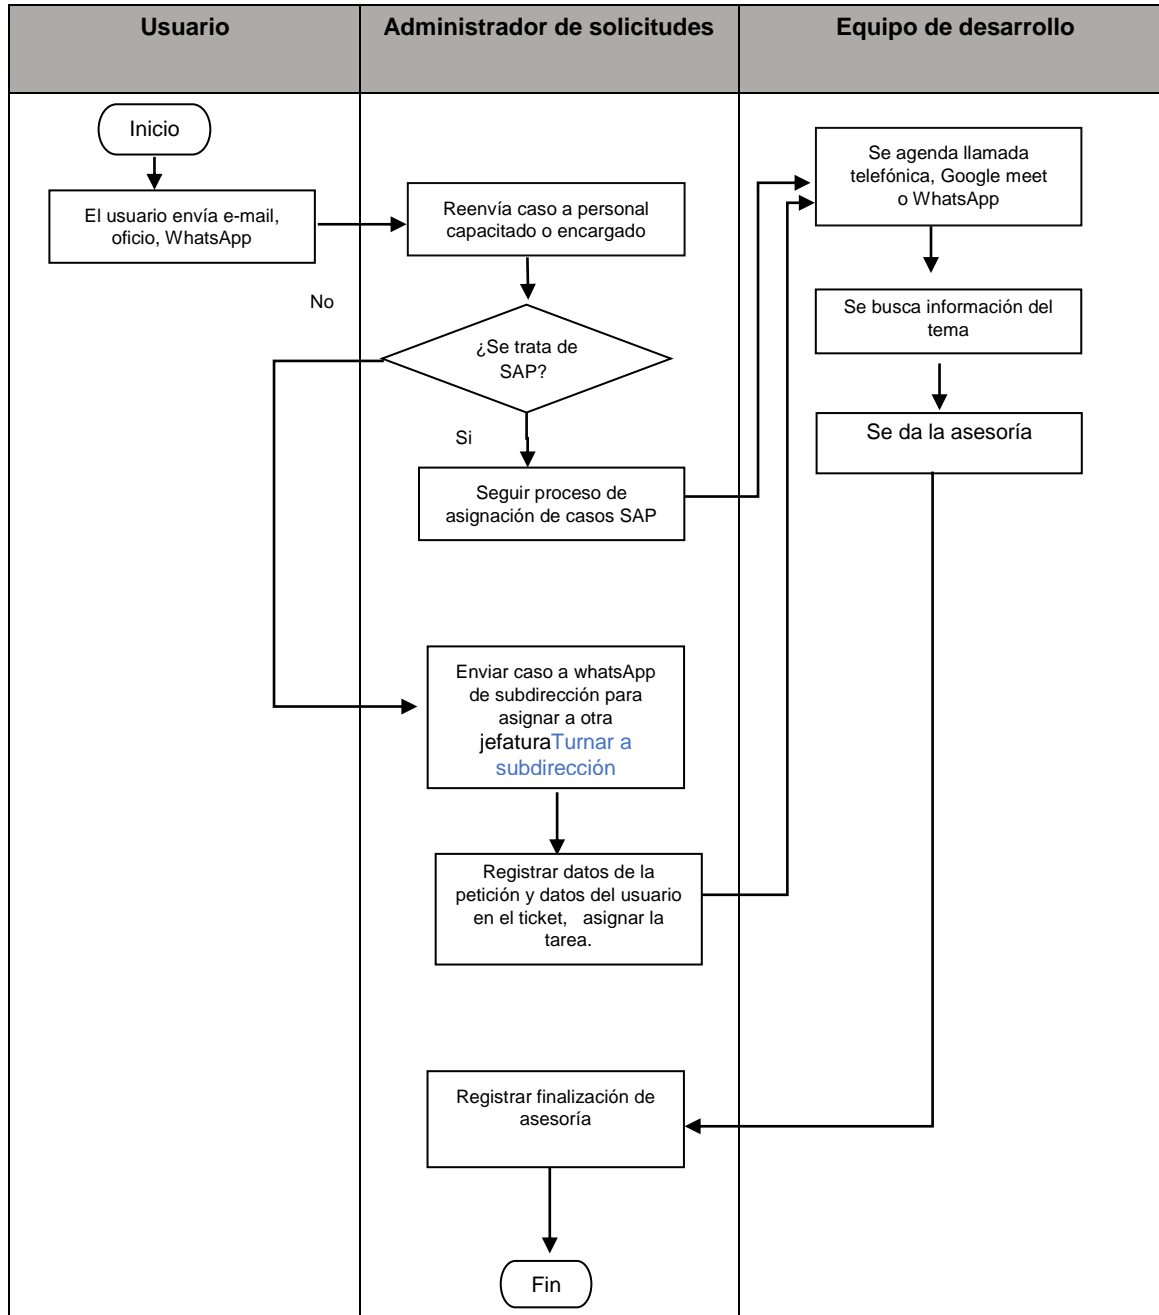 Usuario
Administrador de solicitudes
Equipo de desarrollo
Inicio
El usuario envía e-mail,
oficio, WhatsApp
Reenvía caso a personal
capacitado o encargado
No
¿Se trata de
SAP?
Si
Seguir proceso de
asignación de casos SAP
Enviar caso a whatsApp
de subdirección para
asignar a otra
jefaturaTurnar a
subdirección
Registrar datos de la
petición y datos del usuario
en el ticket, asignar la
tarea.
Se agenda llamada
telefónica, Google meet
o WhatsApp
Se busca información del
tema
Se da la asesoría
Registrar finalización de
asesoría
Fin